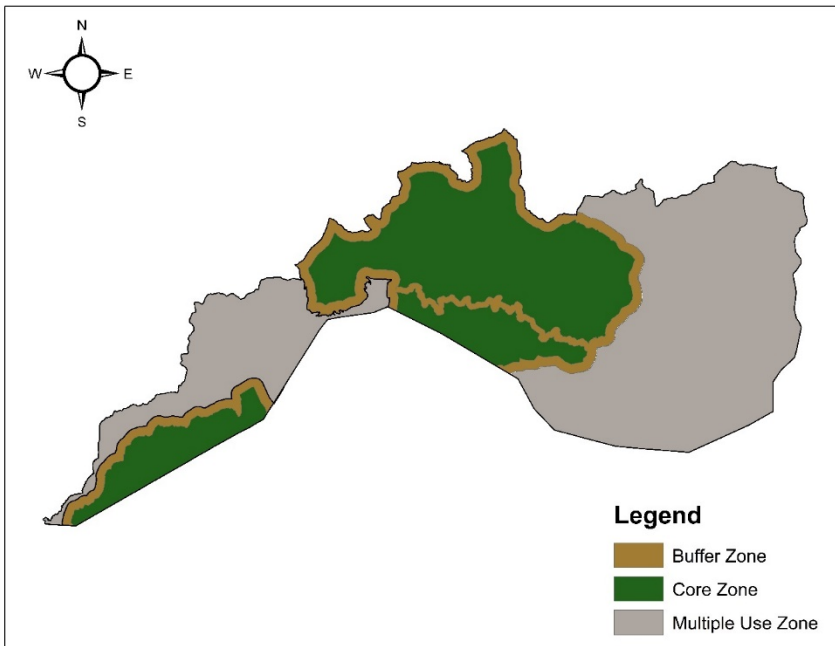 N
W E
S
Legend
Buffer Zone
Core Zone
Multiple Use Zone